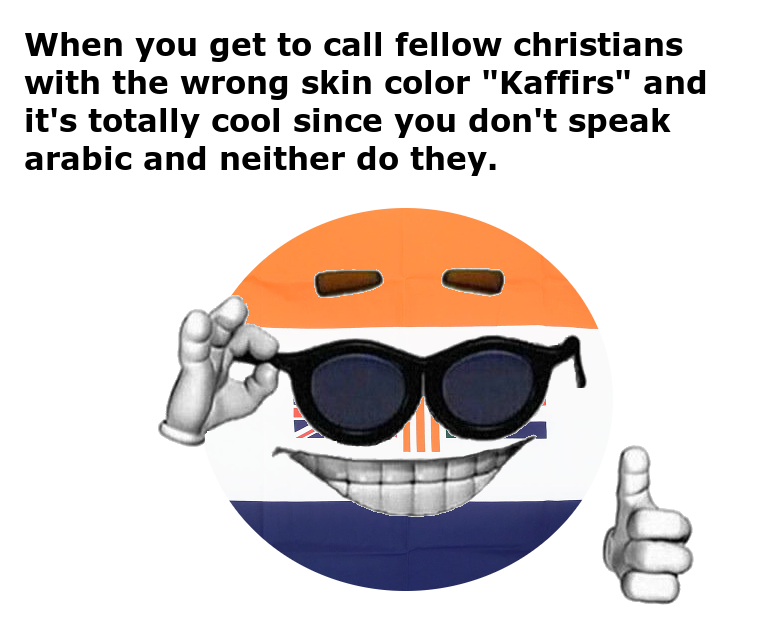 When you get to call fellow christians
with the wrong skin color "Kaffirs" and
it's totally cool since you don't speak
arabic and neither do they.